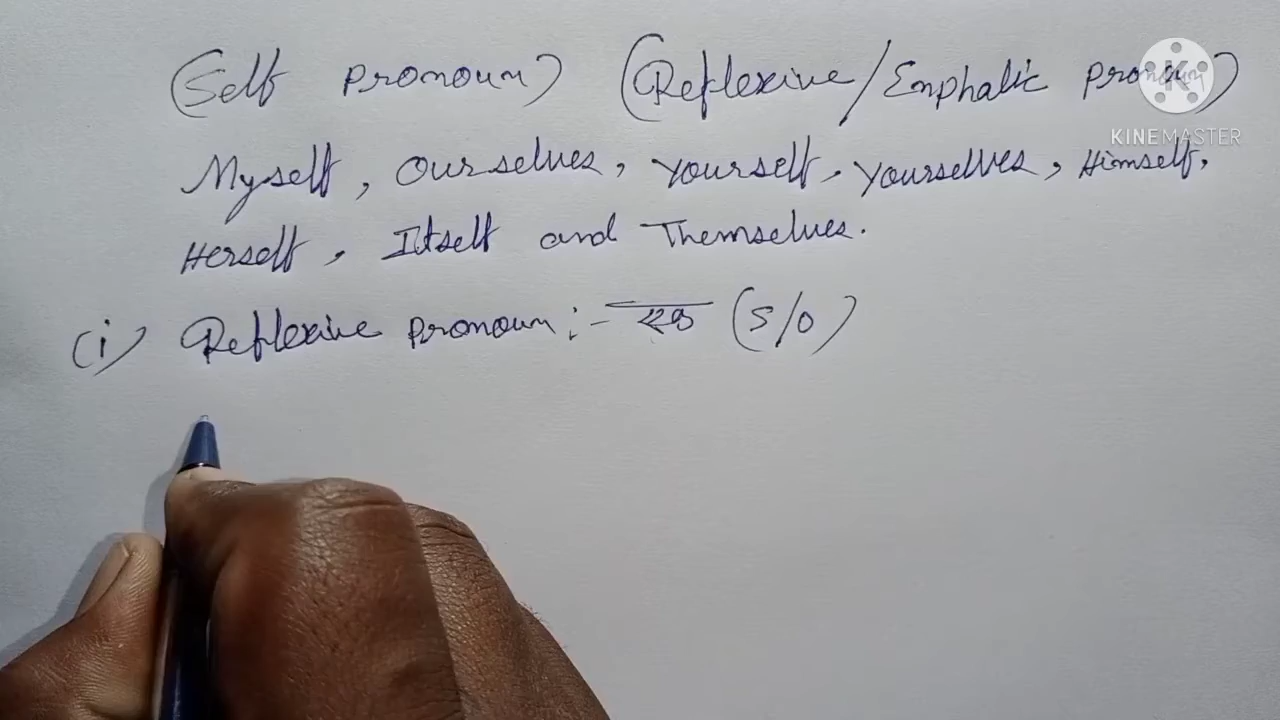 (Self Pronoun) (Reflexive/Emphatic Pronoun)
KINEMASTER
Myself, Ourselves, Yourself, Yourselves, Himself,
Herself, Itself and Themselves.
(i) Reflexive Pronoun :- (S/O)